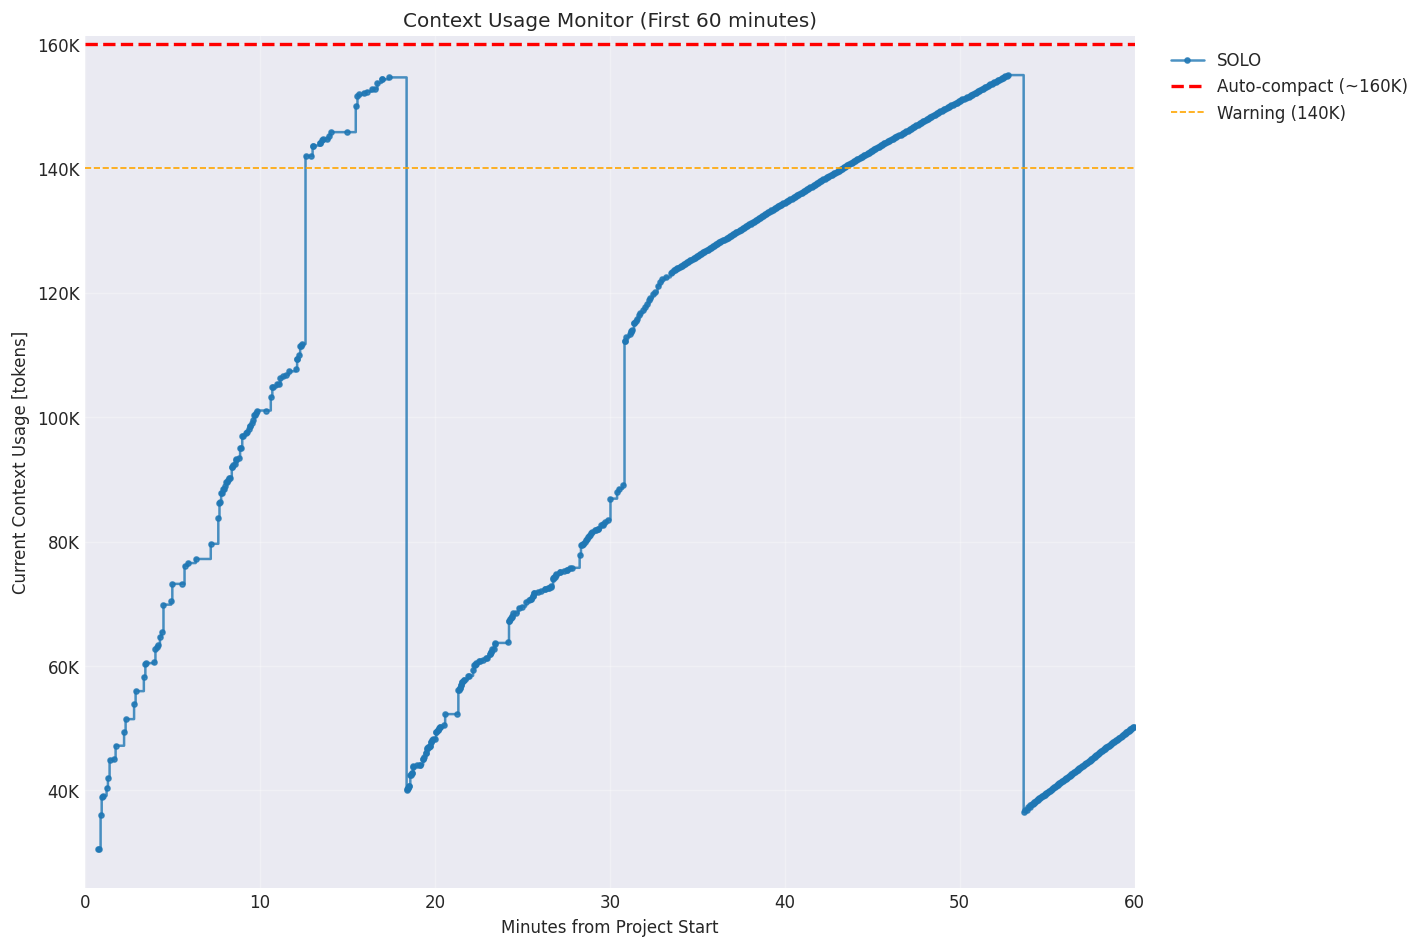 Context Usage Monitor (First 60 minutes)
160K
140K
120K
100K
80K
60K
40K
Current Context Usage [tokens]
0 10 20 30 40 50 60
Minutes from Project Start
SOLO
Auto-compact (~160K)
Warning (140K)